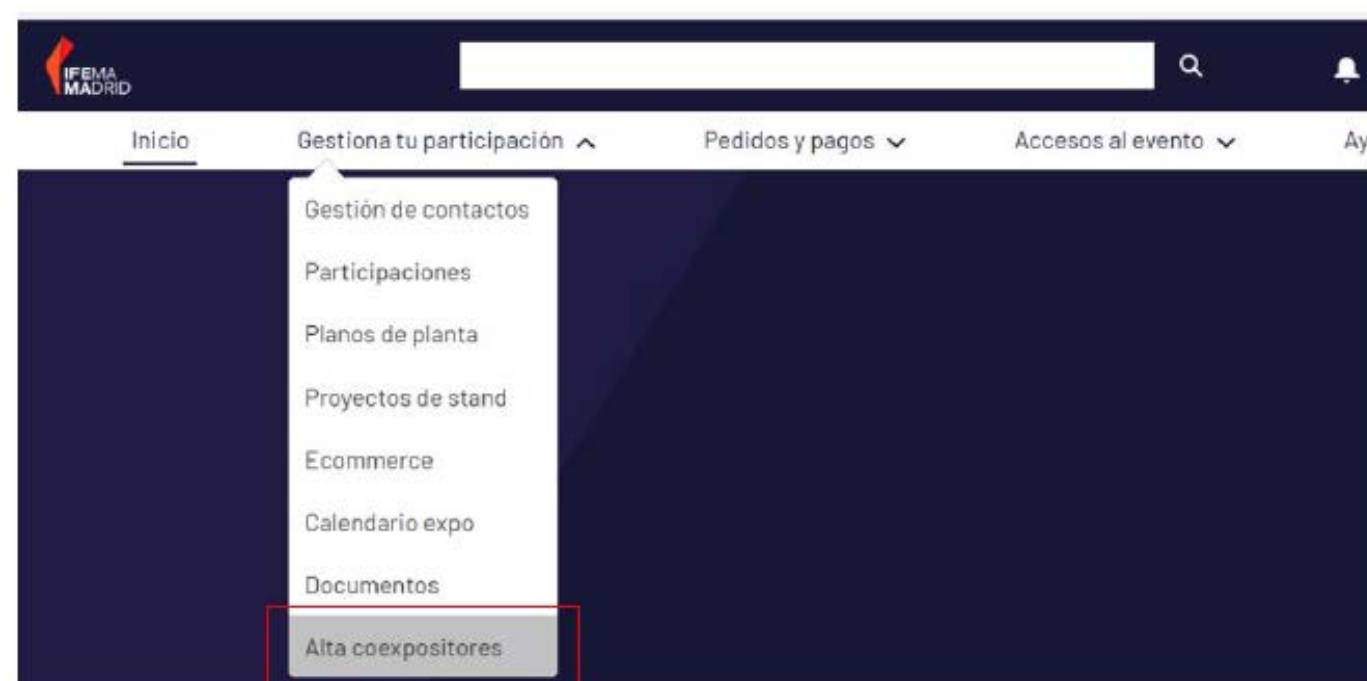 IFEMA
MADRID
Inicio
Gestiona tu participación
Pedidos y pagos
Accesos al evento
Ay
Gestión de contactos
Participaciones
Planos de planta
Proyectos de stand
Ecommerce
Calendario expo
Documentos
Alta coexpositores